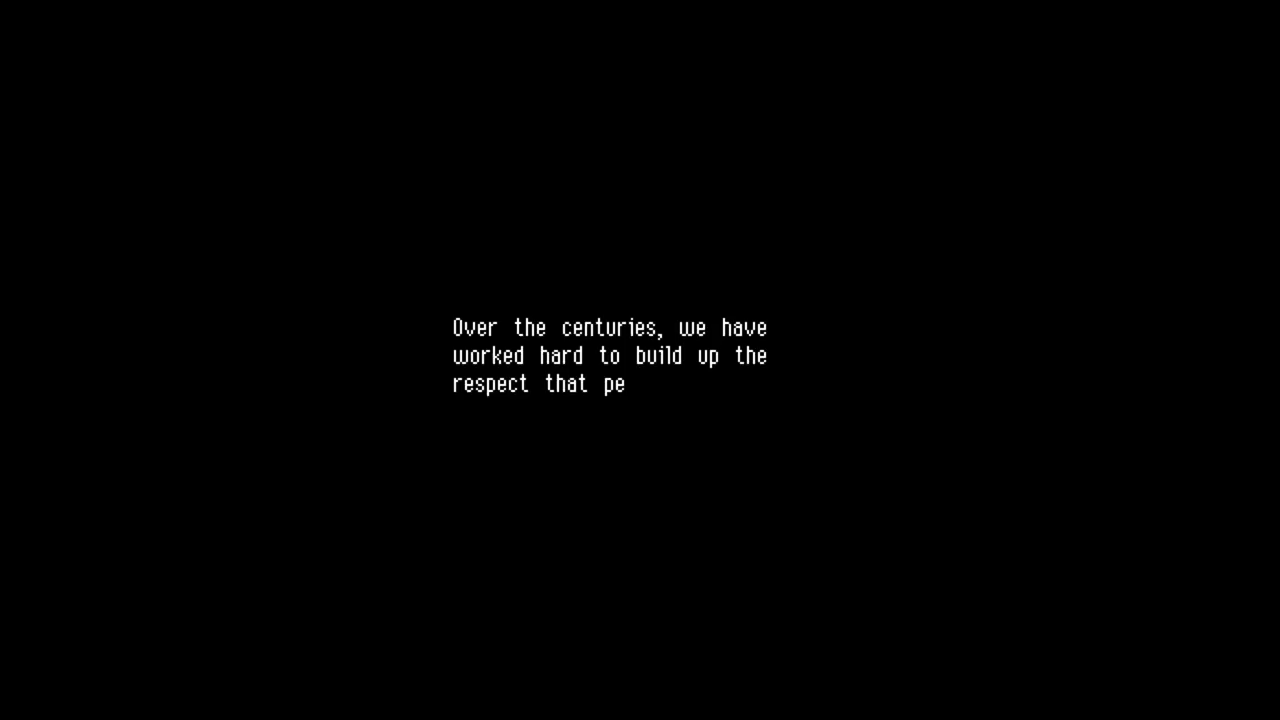 Over the centuries, we have
worked hard to build up the
respect that pe